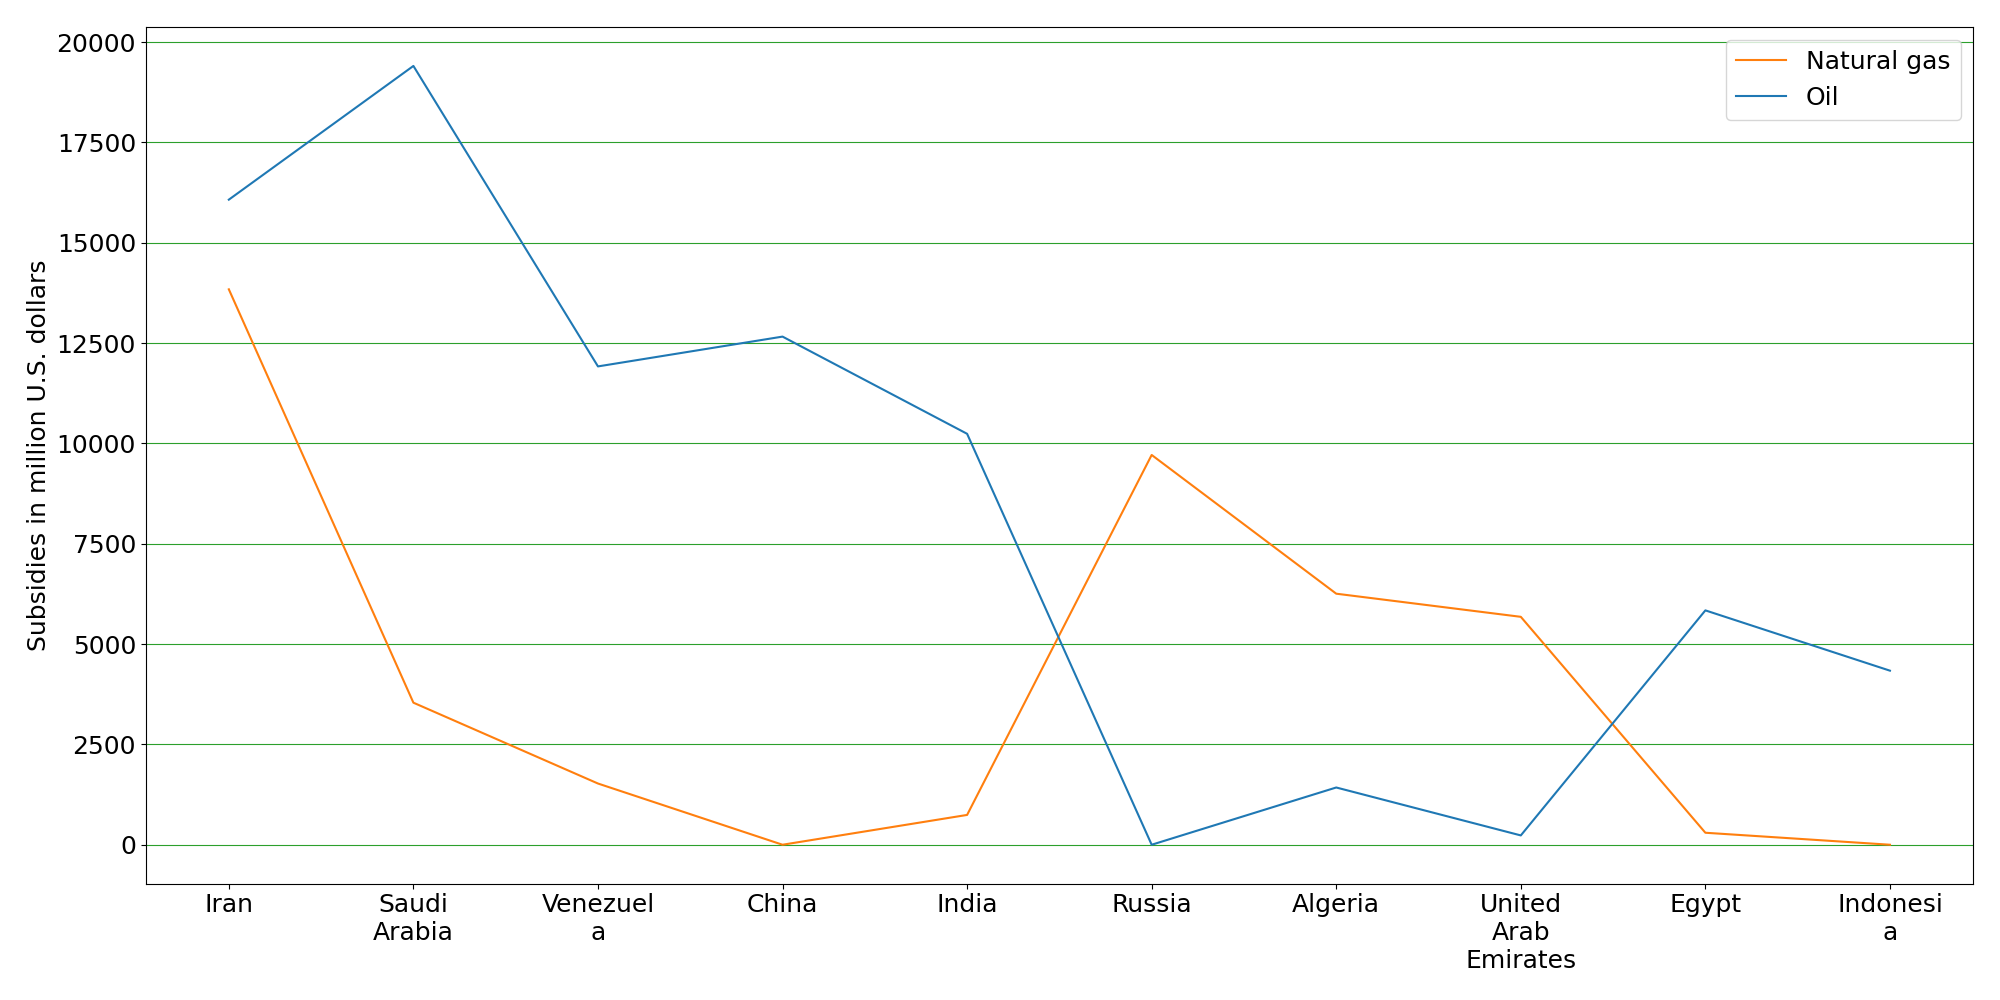 20000
17500
15000
12500
10000
7500
5000
2500
0
Subsidies in million U.S. dollars
Natural gas
Oil
Iran
Saudi
Arabia
Venezuel
a
China
India
Russia
Algeria
United
Arab
Emirates
Egypt
Indonesi
a